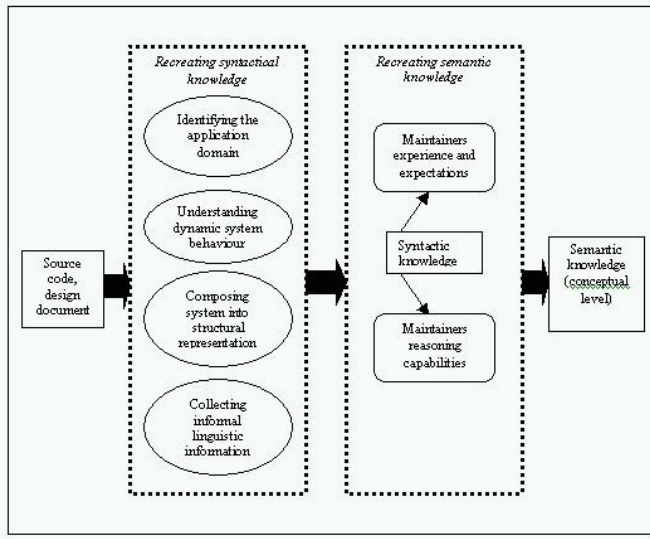 Recreating syntactical
knowledge
Identifying the
application
domain
Understanding
dynamic system
behaviour
Composing
system into
structural
representation
Collecting
informal
linguistic
information
Source
code,
design
document
Recreating semantic
knowledge
Maintainers
experience and
expectations
Syntactic
knowledge
Maintainers
reasoning
capabilities
Semantic
knowledge
(conceptual
level)